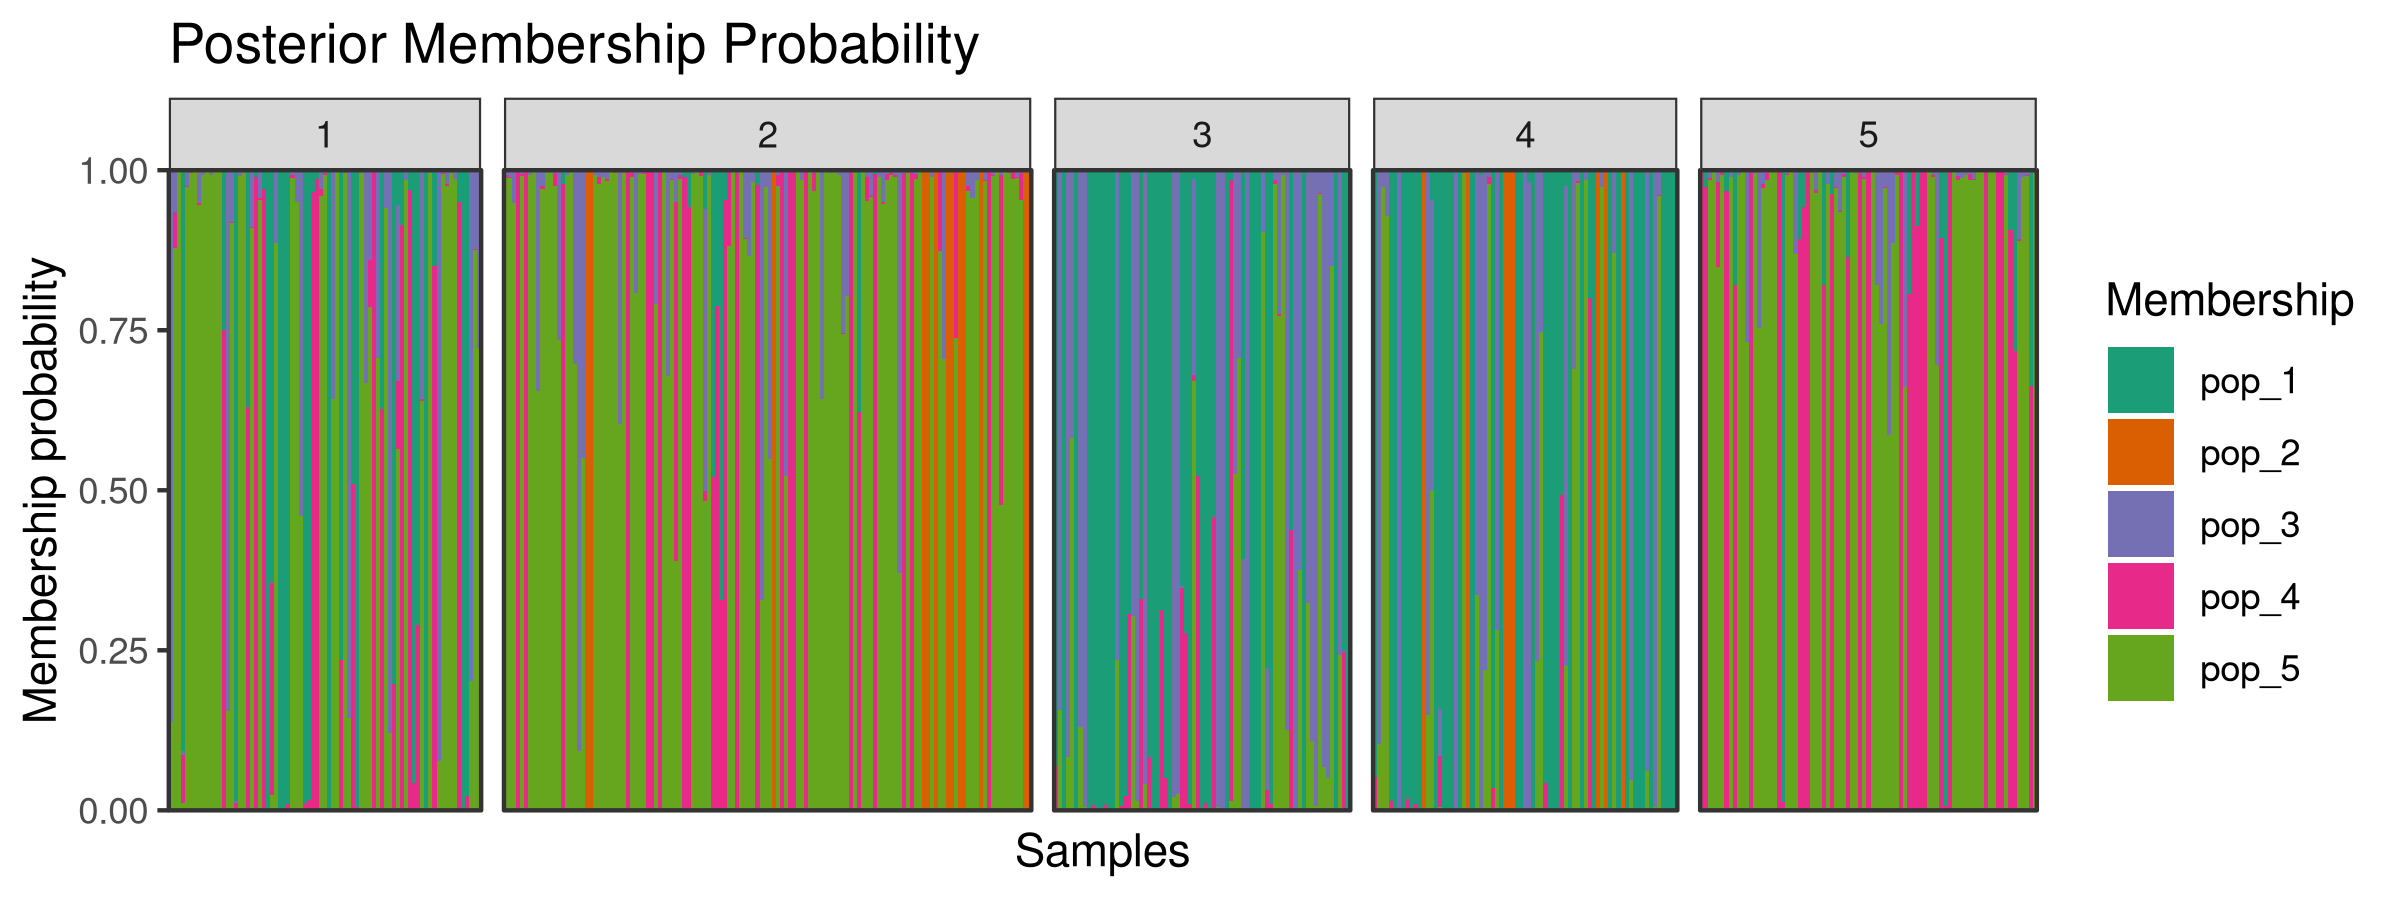 Posterior Membership Probability
1 2 3 4 5
1.00
0.75
0.50
0.25
0.00
Membership probability
Samples
Membership
pop_1
pop_2
pop_3
pop_4
pop_5